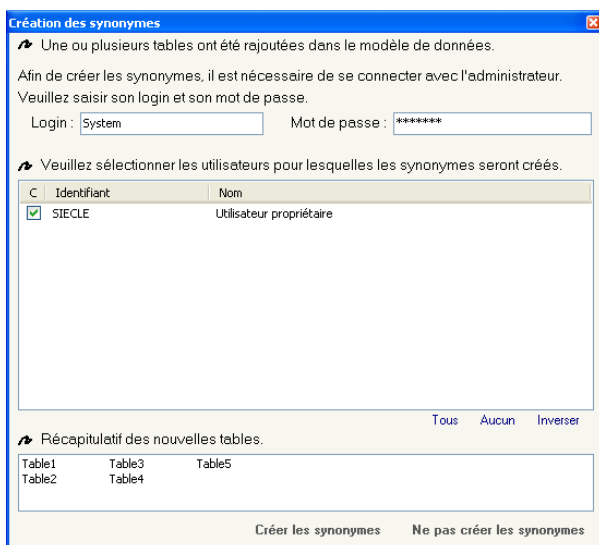 Création des synonymes
Une ou plusieurs tables ont été rajoutées dans le modèle de données.
Afin de créer les synonymes, il est nécessaire de se connecter avec l'administrateur.
Veuillez saisir son login et son mot de passe.
Login : System Mot de passe : *******
Veuillez sélectionner les utilisateurs pour lesquelles les synonymes seront créés.
C Identifiant Nom
SIECLE Utilisateur propriétaire
Tous Aucun Inverser
Récapitulatif des nouvelles tables.
Table1 Table3 Table5
Table2 Table4
Créer les synonymes Ne pas créer les synonymes